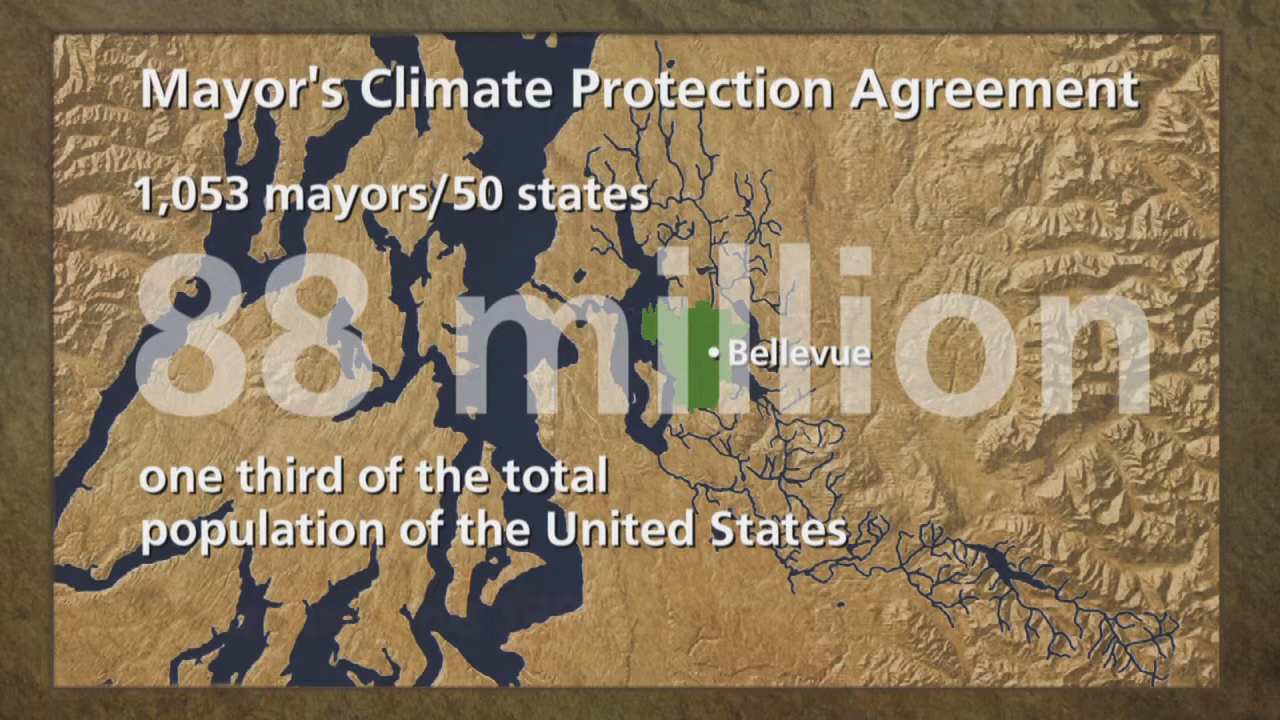 Mayor's Climate Protection Agreement
1,053 mayors/50 states
88 million
Bellevue
one third of the total
population of the United States